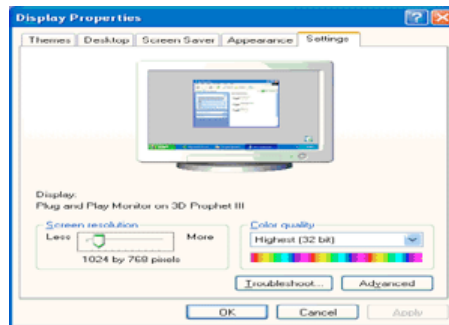 Display Properties
Themes Desktop Screen Saver Appearance Settings
Display:
Plug and Play Monitor on 3D Prophet III
Screen resolution
Less More
1024 by 768 pixels
Color quality
Highest (32 bit)
Troubleshoot... Advanced
OK Cancel Apply